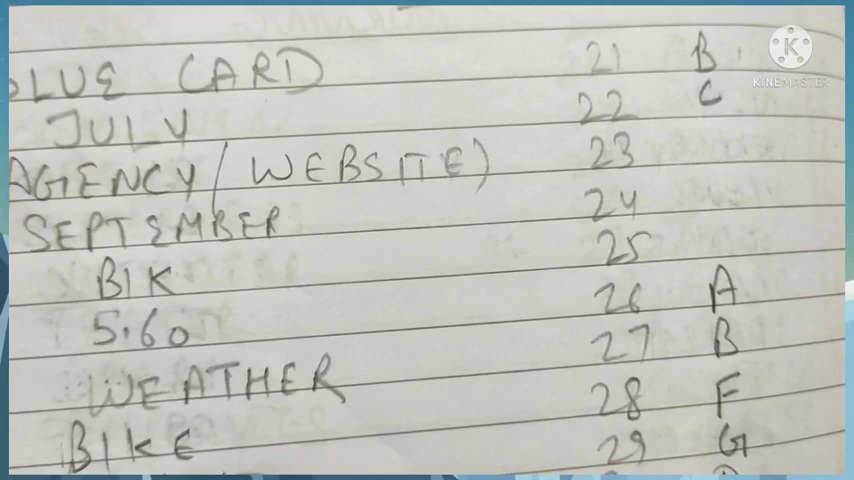 BLUE CARD 21 B
JULY 22 C
AGENCY / WEBSITE) 23
SEPTEMBER 24
BIK 25
5.60 26 A
WEATHER 27 B
BIKE 28 F
29 G
KINEMASTER